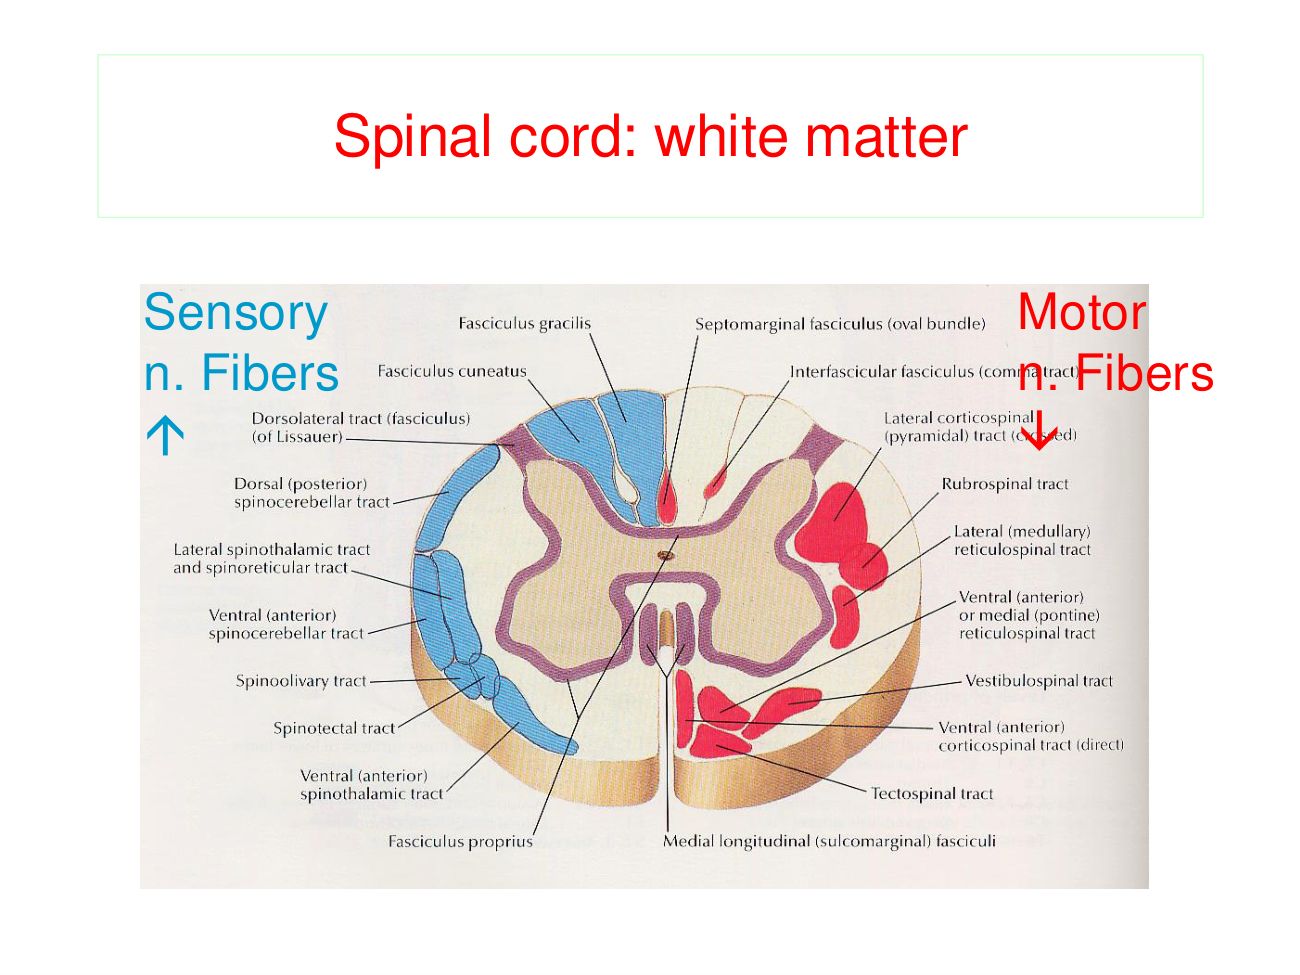 Spinal cord: white matter
Sensory
n. Fibers
↑
Motor
n. Fibers
↓
Fasciculus gracilis
Fasciculus cuneatus
Dorsolateral tract (fasciculus)
(of Lissauer)
Dorsal (posterior)
spinocerebellar tract
Lateral spinothalamic tract
and spinoreticular tract
Ventral (anterior)
spinocerebellar tract
Spinoolivary tract
Spinotectal tract
Ventral (anterior)
spinothalamic tract
Fasciculus proprius
Septomarginal fasciculus (oval bundle)
Interfascicular fasciculus (comma tract)
Lateral corticospinal
(pyramidal) tract (crossed)
Rubrospinal tract
Lateral (medullary)
reticulospinal tract
Ventral (anterior)
or medial (pontine)
reticulospinal tract
Vestibulospinal tract
Ventral (anterior)
corticospinal tract (direct)
Tectospinal tract
Medial longitudinal (sulcomarginal) fasciculi